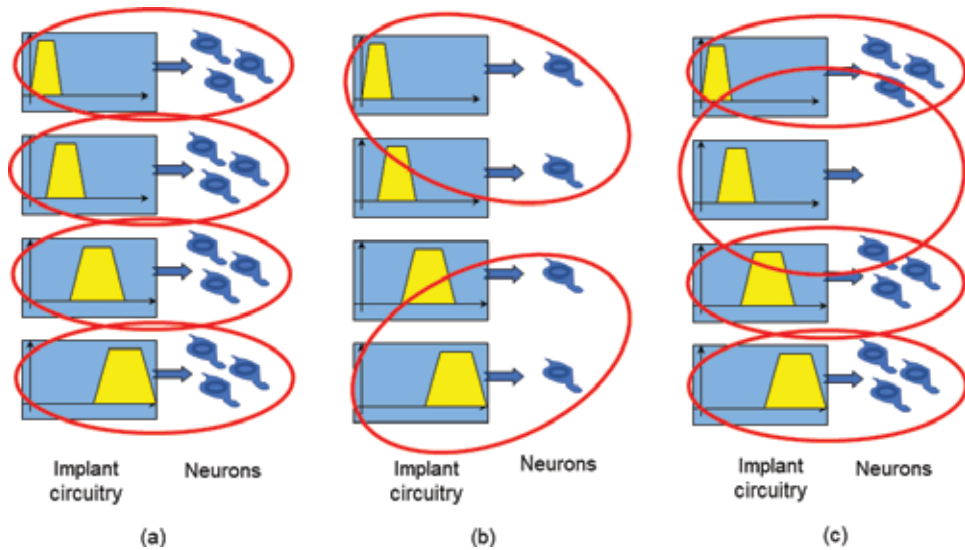 Implant
circuitry
Neurons
(a)
Implant
circuitry
Neurons
(b)
Implant
circuitry
Neurons
(c)